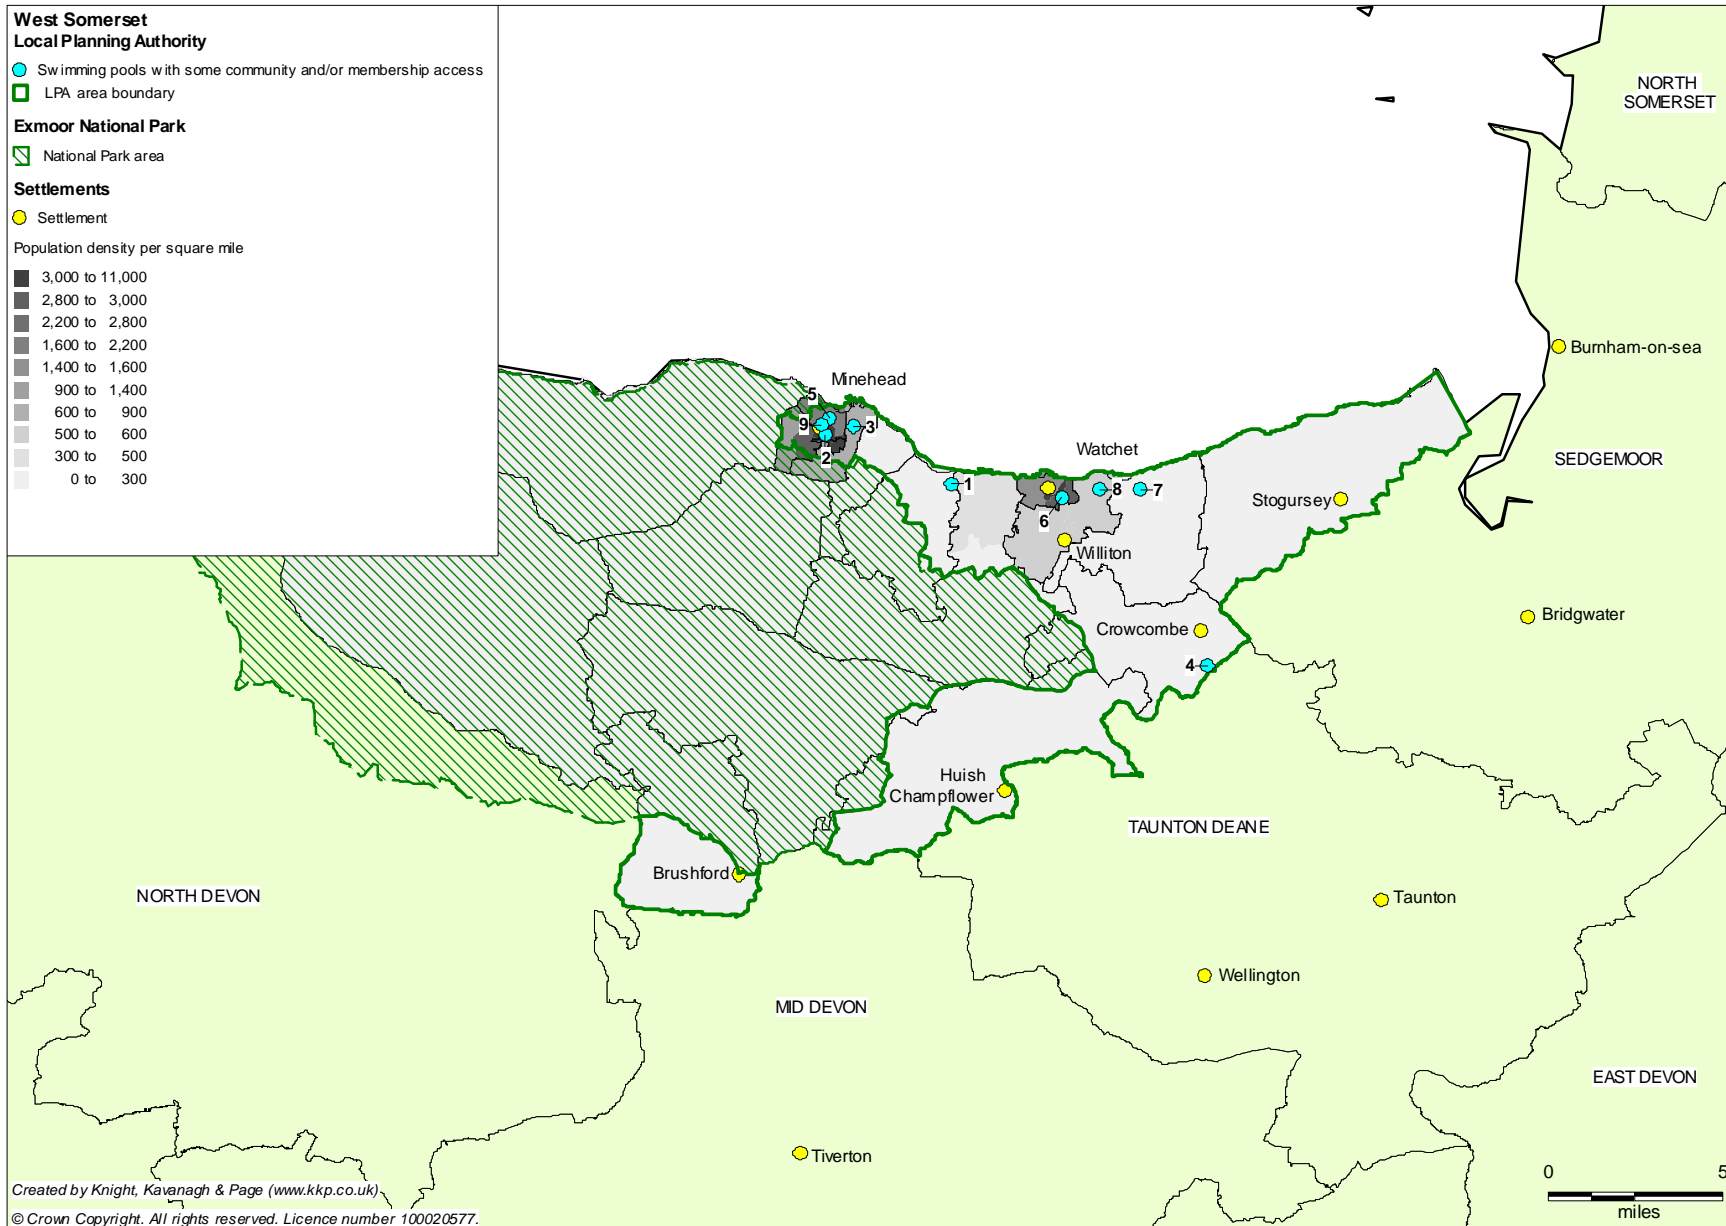 West Somerset
Local Planning Authority
Swimming pools with some community and/or membership access
LPA area boundary
Exmoor National Park
National Park area
Settlements
Settlement
Population density per square mile
3,000 to 11,000
2,800 to 3,000
2,200 to 2,800
1,600 to 2,200
1,400 to 1,600
900 to 1,400
600 to 900
500 to 600
300 to 500
0 to 300
NORTH
SOMERSET
Burnham-on-sea
Minehead
5
9
3
2
Watchet
SEDGEMOOR
1
8
7
Stogursey
6
Williton
Bridgwater
Crowcombe
4
Huish
Champflower
TAUNTON DEANE
Brushford
NORTH DEVON
Taunton
Wellington
MID DEVON
EAST DEVON
Tiverton
0 5
miles
Created by Knight, Kavanagh & Page (www.kkp.co.uk)
© Crown Copyright. All rights reserved. Licence number 100020577.